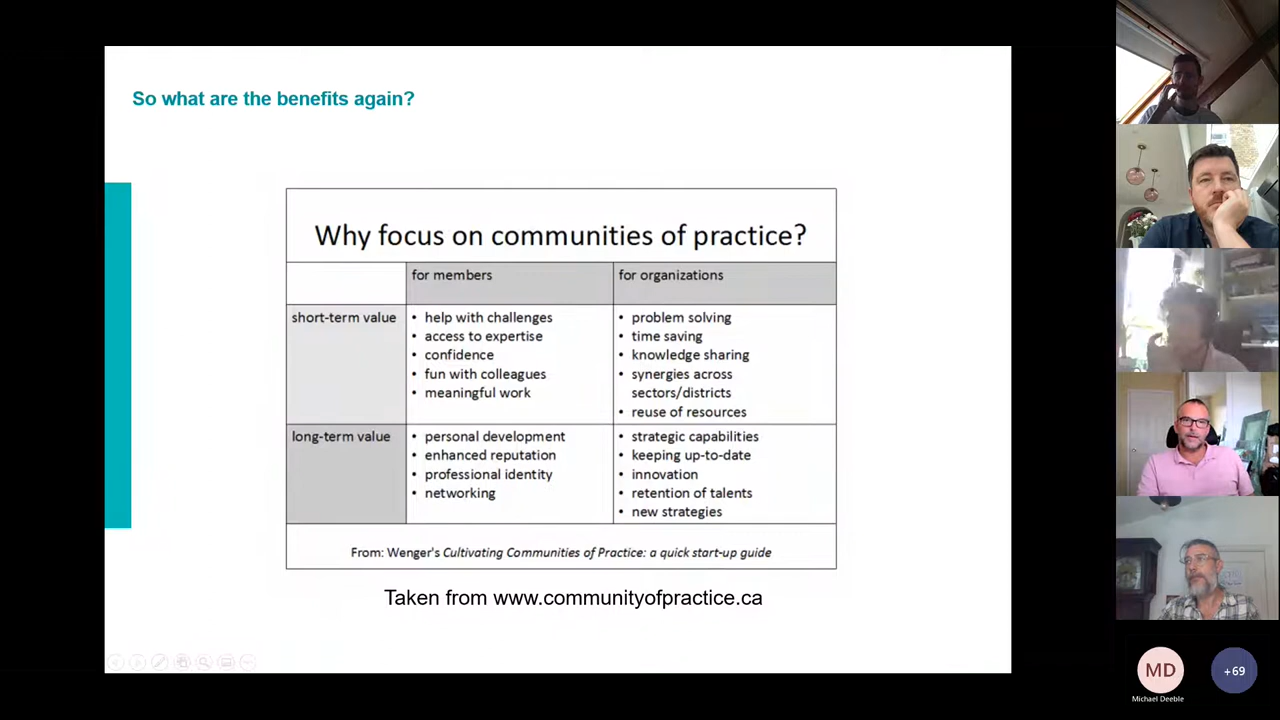 So what are the benefits again?
Why focus on communities of practice?
for members
for organizations
short-term value
• help with challenges
• access to expertise
• confidence
• fun with colleagues
• meaningful work
• problem solving
• time saving
• knowledge sharing
• synergies across
sectors/districts
• reuse of resources
long-term value
• personal development
• enhanced reputation
• professional identity
• networking
• strategic capabilities
• keeping up-to-date
• innovation
• retention of talents
• new strategies
From: Wenger's Cultivating Communities of Practice: a quick start-up guide
Taken from www.communityofpractice.ca
MD
+69
Michael Deeble